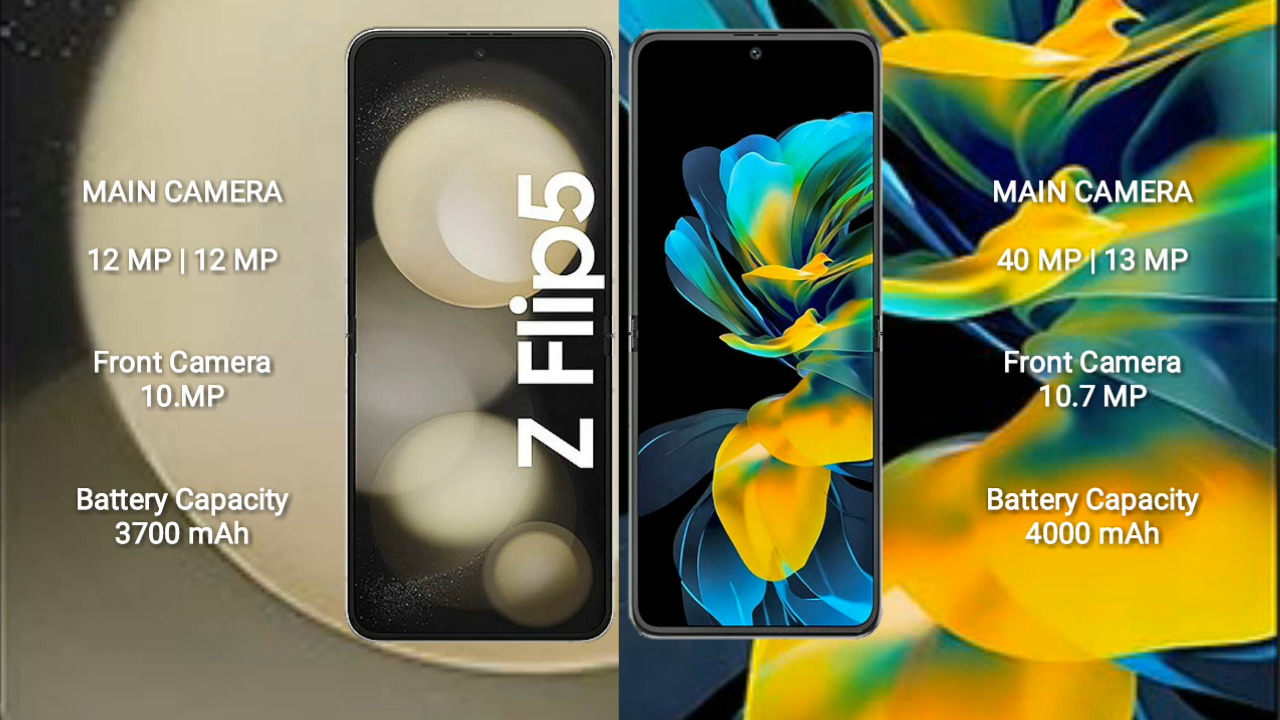 MAIN CAMERA
12 MP | 12 MP
Front Camera
10.MP
Battery Capacity
3700 mAh
Z Flip5
MAIN CAMERA
40 MP | 13 MP
Front Camera
10.7 MP
Battery Capacity
4000 mAh